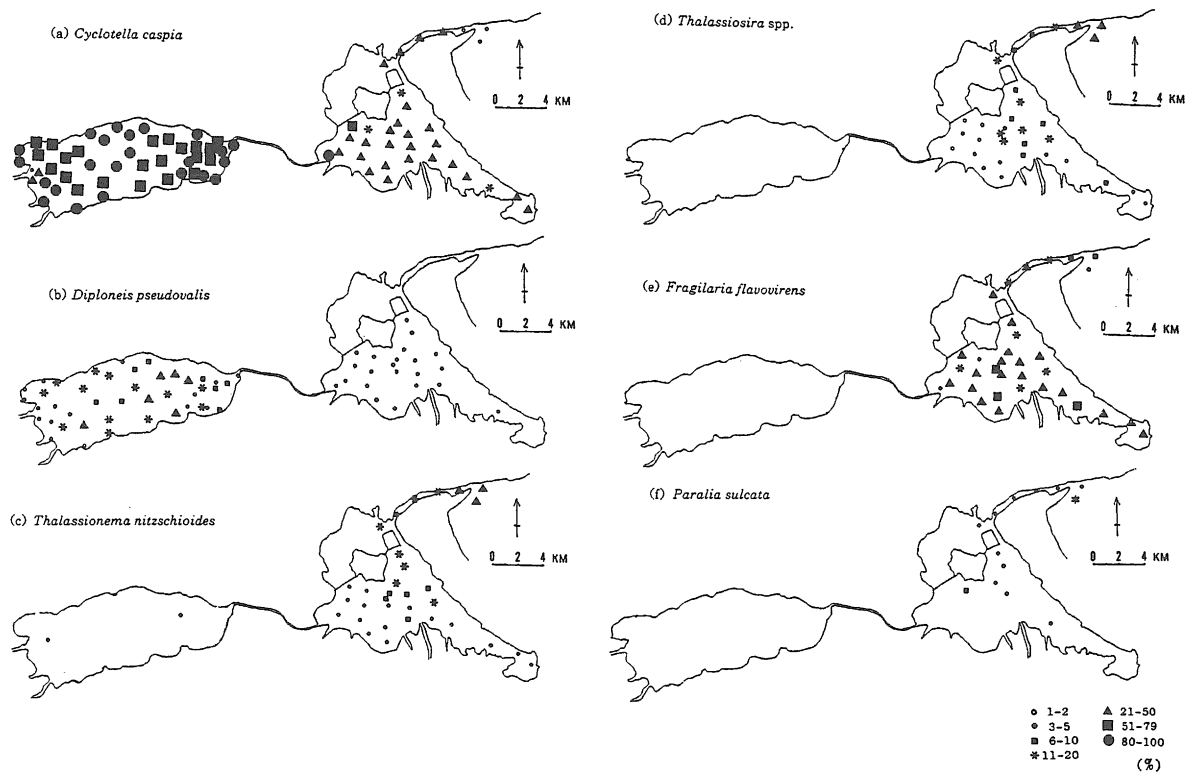 (a) Cyclotella caspia
0 2 4 KM
(b) Diploneis pseudovalis
0 2 4 KM
(c) Thalassionema nitzschioides
0 2 4 KM
(d) Thalassiosira spp.
0 2 4 KM
(e) Fragilaria flavovirens
0 2 4 KM
(f) Paralia sulcata
0 2 4 KM
1-2
3-5
6-10
11-20
21-50
51-79
80-100
(%)